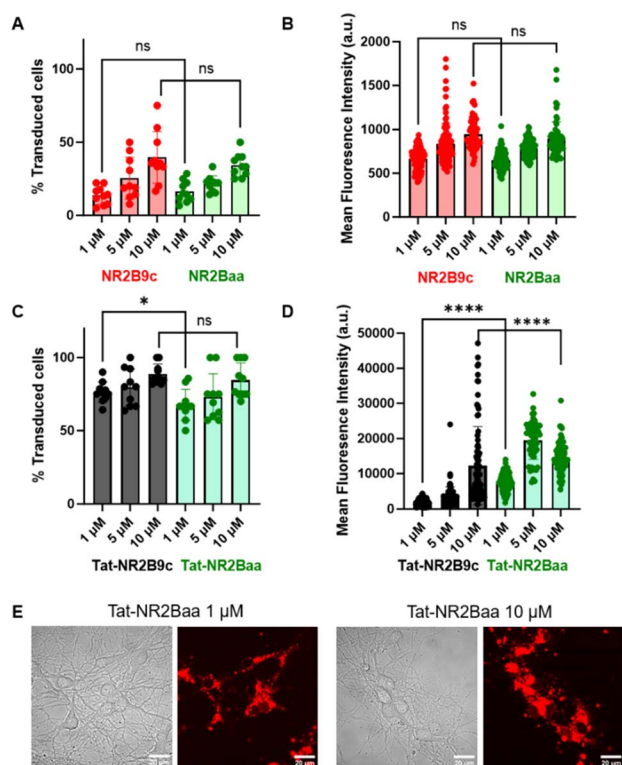 A
% Transduced cells
100
50
0
ns
ns
1 μM
5 μM
10 μM
1 μM
5 μM
10 μM
NR2B9c
NR2Baa
B
Mean Fluorescence Intensity (a.u.)
2000
1500
1000
500
0
ns
ns
1 μM
5 μM
10 μM
1 μM
5 μM
10 μM
NR2B9c
NR2Baa
C
% Transduced cells
100
50
0
*
ns
1 μM
5 μM
10 μM
1 μM
5 μM
10 μM
Tat-NR2B9c
Tat-NR2Baa
D
Mean Fluorescence Intensity (a.u.)
50000
40000
30000
20000
10000
0
****
****
1 μM
5 μM
10 μM
1 μM
5 μM
10 μM
Tat-NR2B9c
Tat-NR2Baa
E
Tat-NR2Baa 1 μM
Tat-NR2Baa 10 μM
20 μm
20 μm
20 μm
20 μm